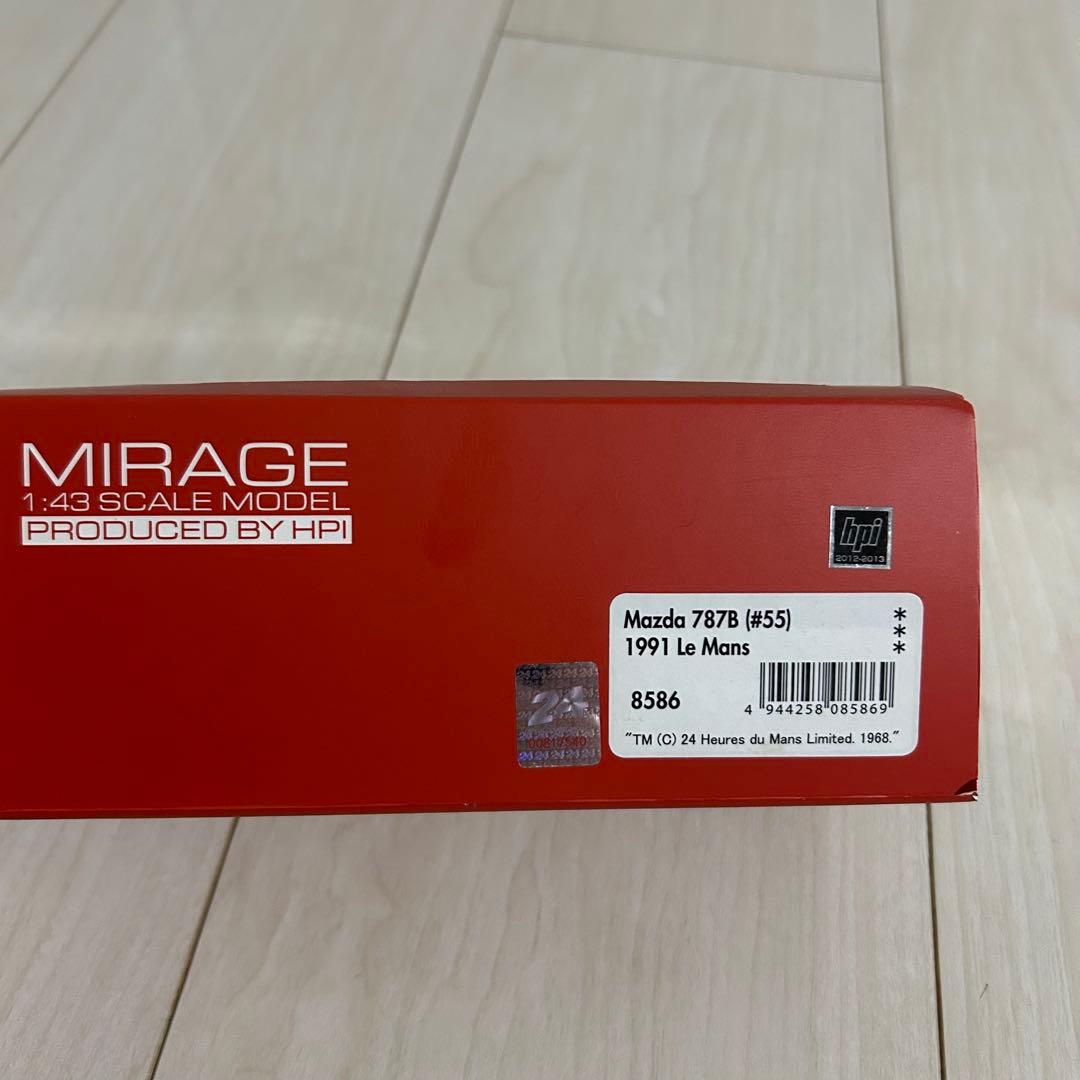 MIRAGE
1:43 SCALE MODEL
PRODUCED BY HPI
hpi
2012-2013
Mazda 787B (#55)
1991 Le Mans
***
8586
4 944258 085869
"TM (C) 24 Heures du Mans Limited. 1968."
24